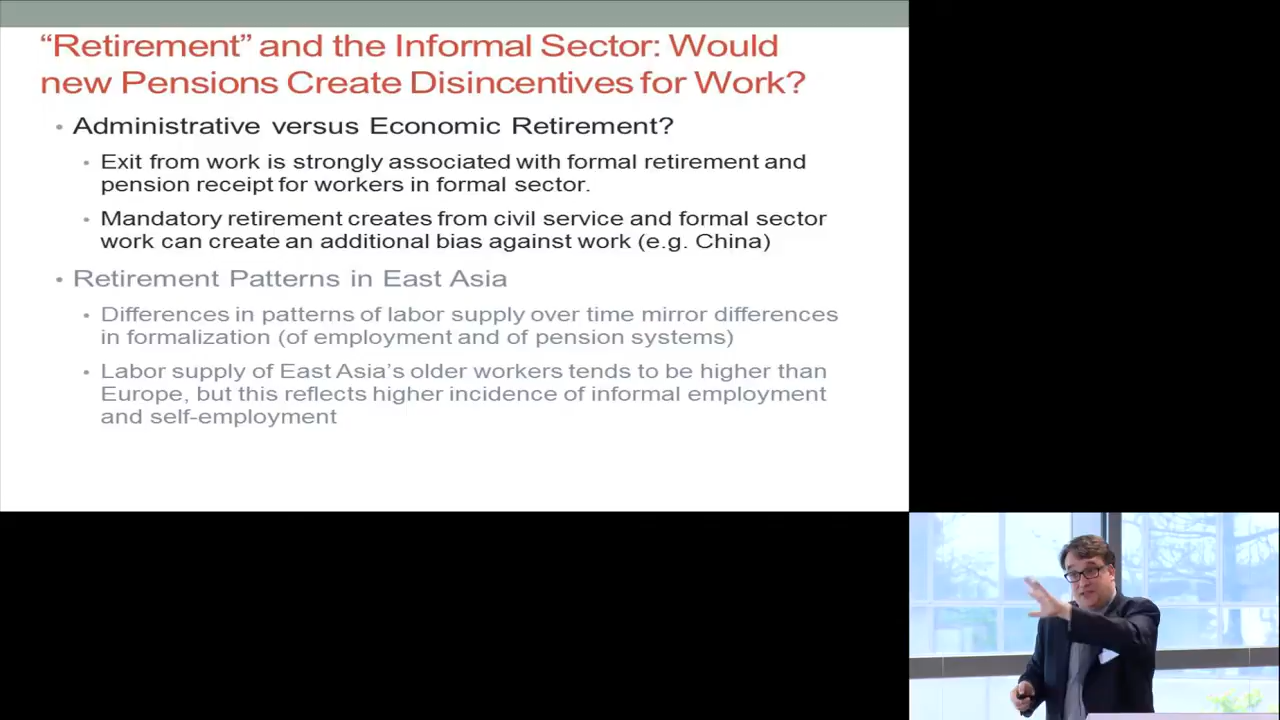 “Retirement” and the Informal Sector: Would
new Pensions Create Disincentives for Work?
• Administrative versus Economic Retirement?
• Exit from work is strongly associated with formal retirement and
pension receipt for workers in formal sector.
• Mandatory retirement creates from civil service and formal sector
work can create an additional bias against work (e.g. China)
• Retirement Patterns in East Asia
• Differences in patterns of labor supply over time mirror differences
in formalization (of employment and of pension systems)
• Labor supply of East Asia’s older workers tends to be higher than
Europe, but this reflects higher incidence of informal employment
and self-employment